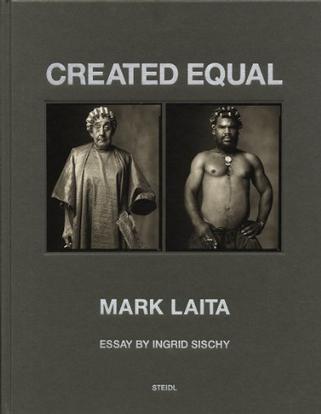 CREATED EQUAL
MARK LAITA
ESSAY BY INGRID SISCHY
STEIDL